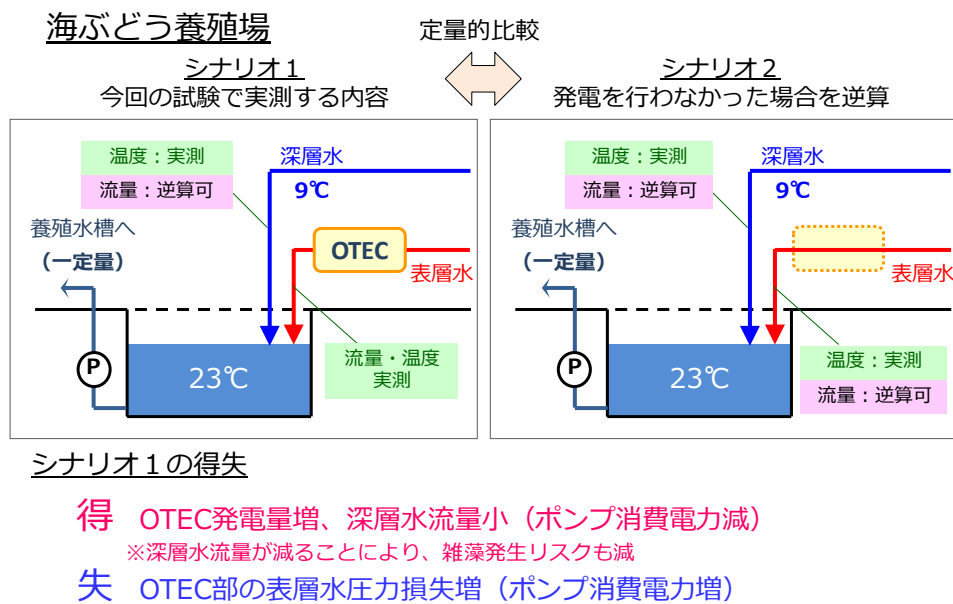 海ぶどう養殖場
定量的比較
シナリオ１
今回の試験で実測する内容
シナリオ２
発電を行わなかった場合を逆算
温度：実測
流量：逆算可
深層水
9℃
養殖水槽へ
（一定量）
OTEC
表層水
P
23℃
流量・温度
実測
温度：実測
流量：逆算可
深層水
9℃
養殖水槽へ
（一定量）
表層水
P
23℃
温度：実測
流量：逆算可
シナリオ１の得失
得 OTEC発電量増、深層水流量小（ポンプ消費電力減）
※深層水流量が減ることにより、雑藻発生リスクも減
失 OTEC部の表層水圧力損失増（ポンプ消費電力増）